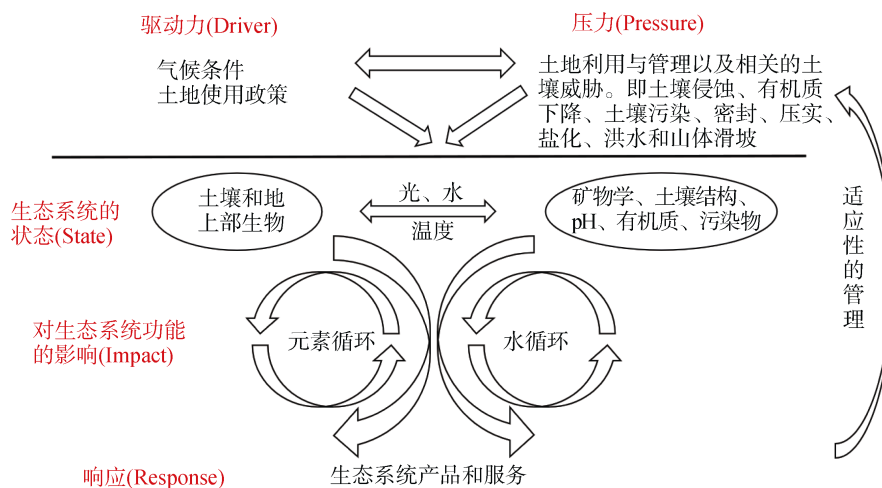 驱动力(Driver)
压力(Pressure)
气候条件
土地使用政策
土地利用与管理以及相关的土
壤威胁。即土壤侵蚀、有机质
下降、土壤污染、密封、压实、
盐化、洪水和山体滑坡
生态系统的
状态(State)
土壤和地
上部生物
光、水
温度
矿物学、土壤结构、
pH、有机质、污染物
适应性的管理
对生态系统功能
的影响(Impact)
元素循环
水循环
响应(Response)
生态系统产品和服务